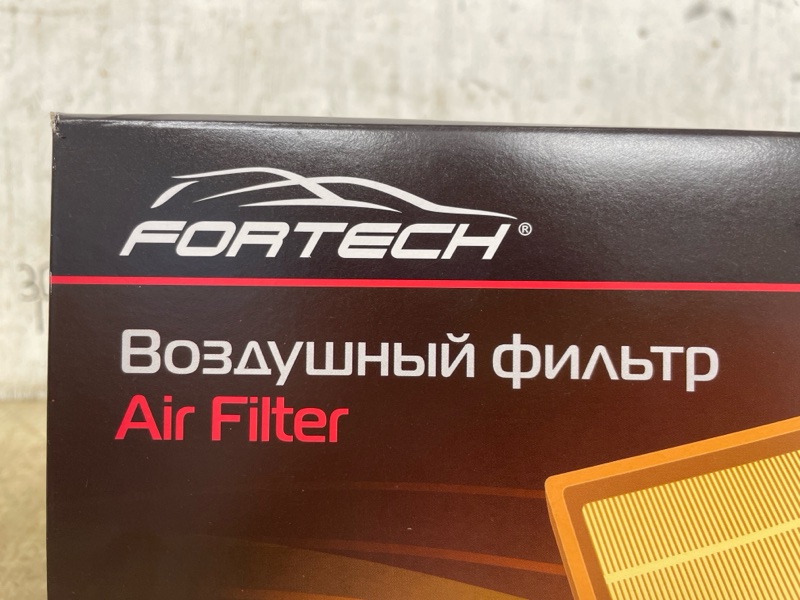 FORTECH®
Воздушный фильтр
Air Filter